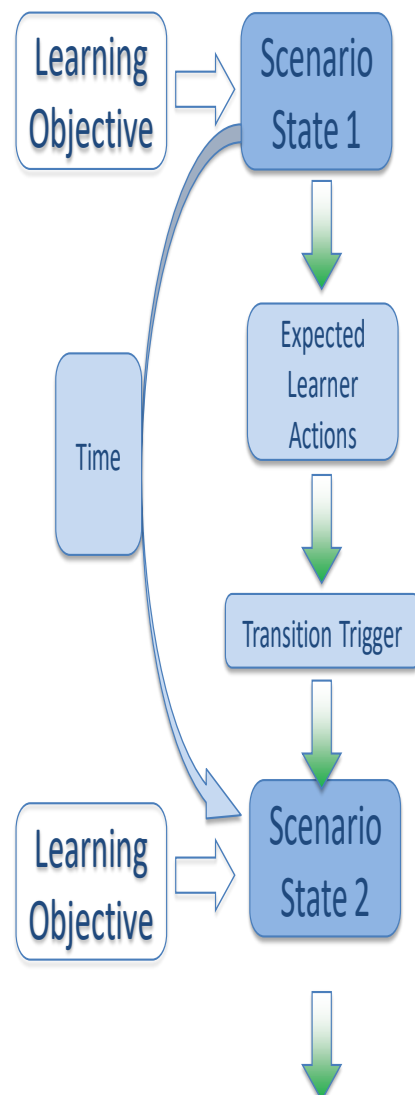 Learning
Objective
Scenario
State 1
Expected
Learner
Actions
Time
Transition Trigger
Learning
Objective
Scenario
State 2